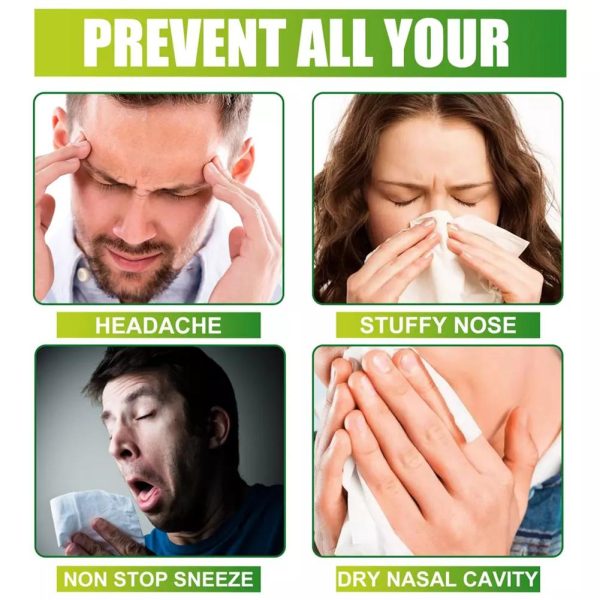 PREVENT ALL YOUR
HEADACHE
STUFFY NOSE
NON STOP SNEEZE
DRY NASAL CAVITY